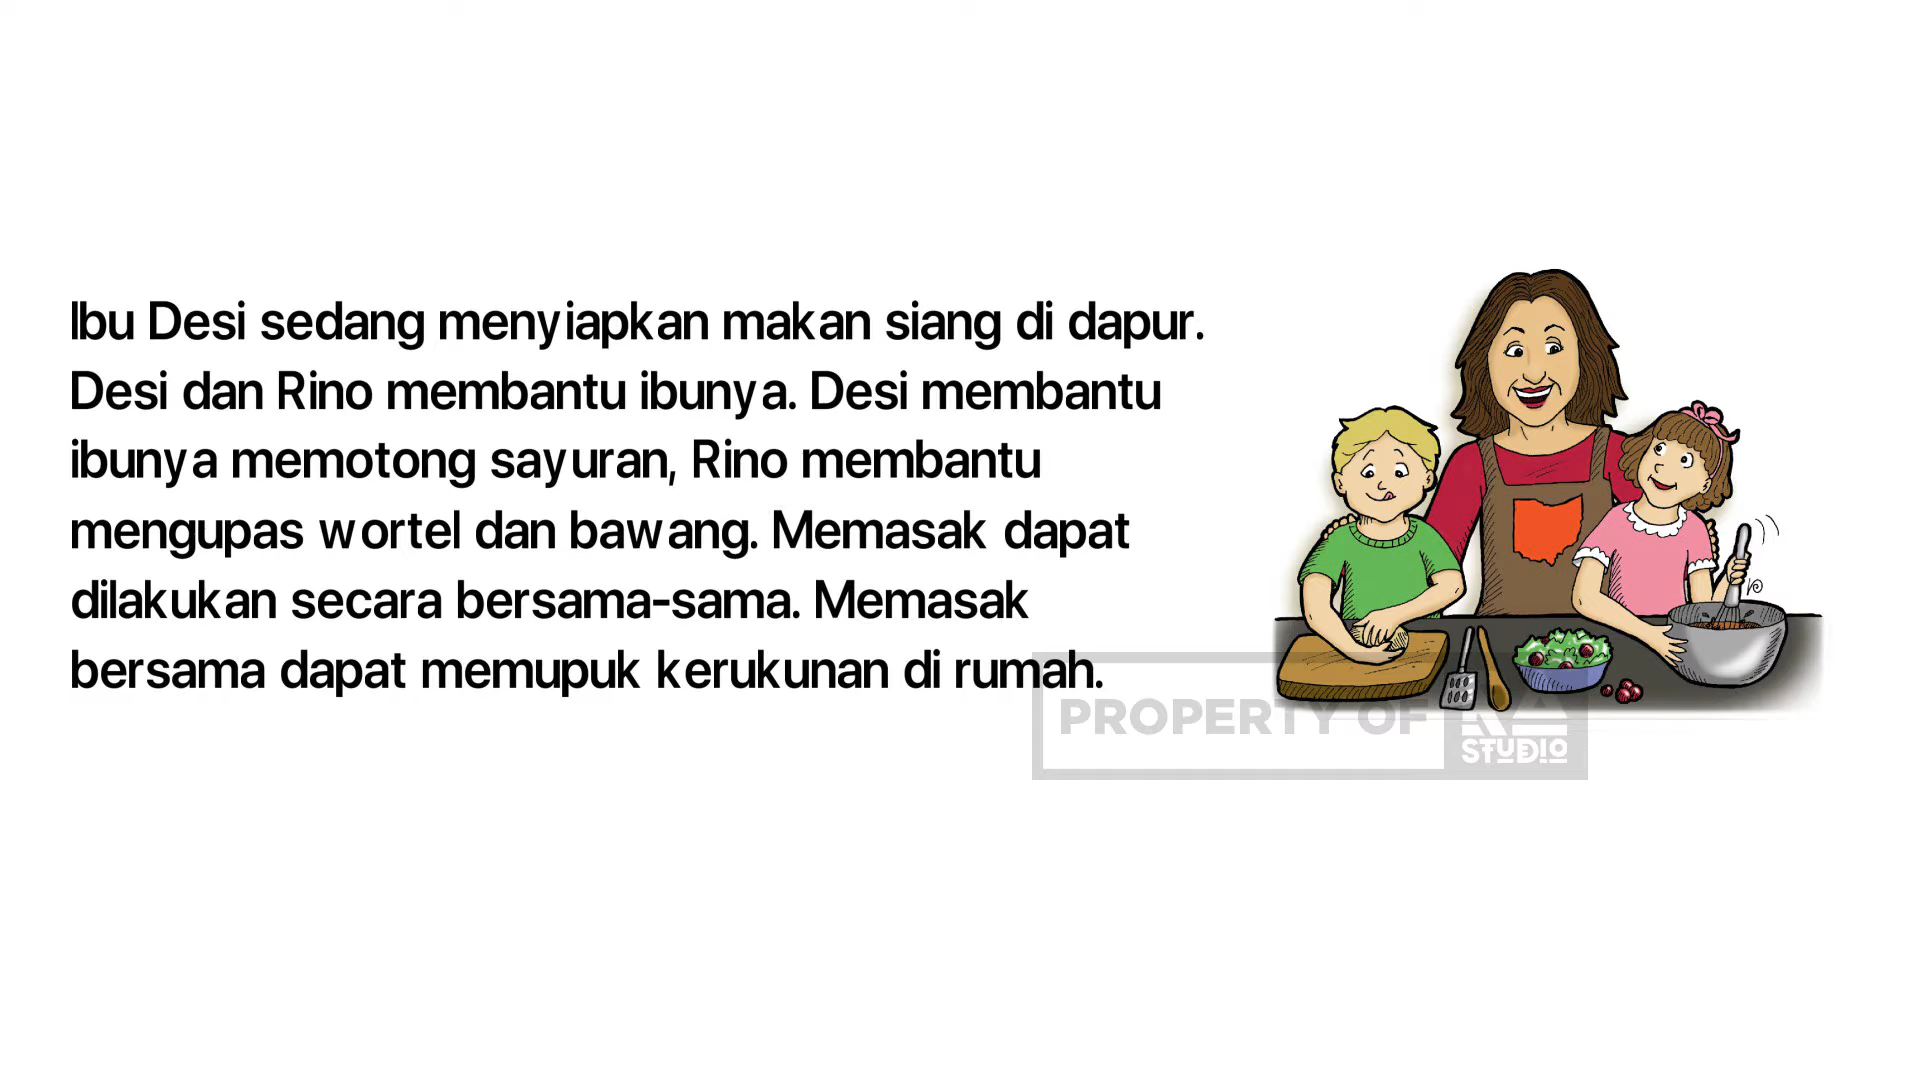 Ibu Desi sedang menyiapkan makan siang di dapur.
Desi dan Rino membantu ibunya. Desi membantu
ibunya memotong sayuran, Rino membantu
mengupas wortel dan bawang. Memasak dapat
dilakukan secara bersama-sama. Memasak
bersama dapat memupuk kerukunan di rumah.
PROPERTY OF
STUDIO